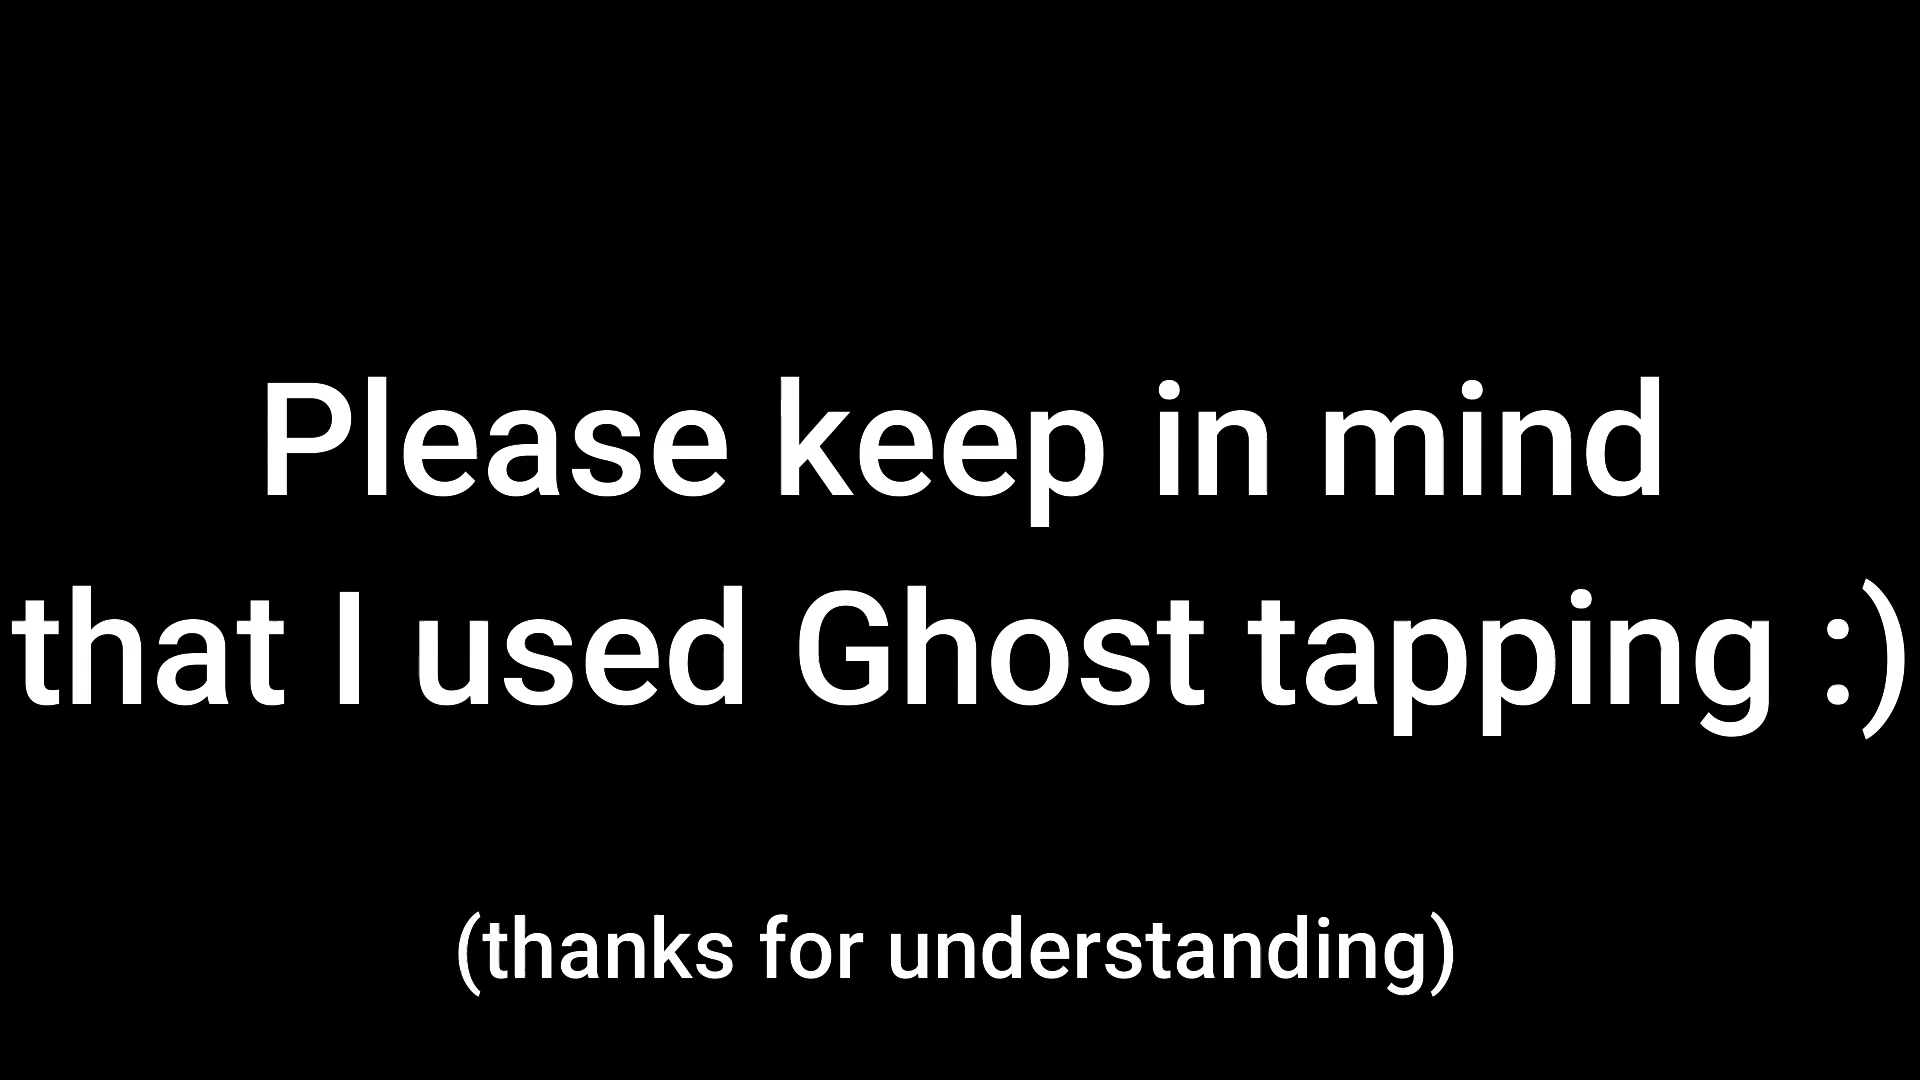 Please keep in mind
that I used Ghost tapping :)
(thanks for understanding)